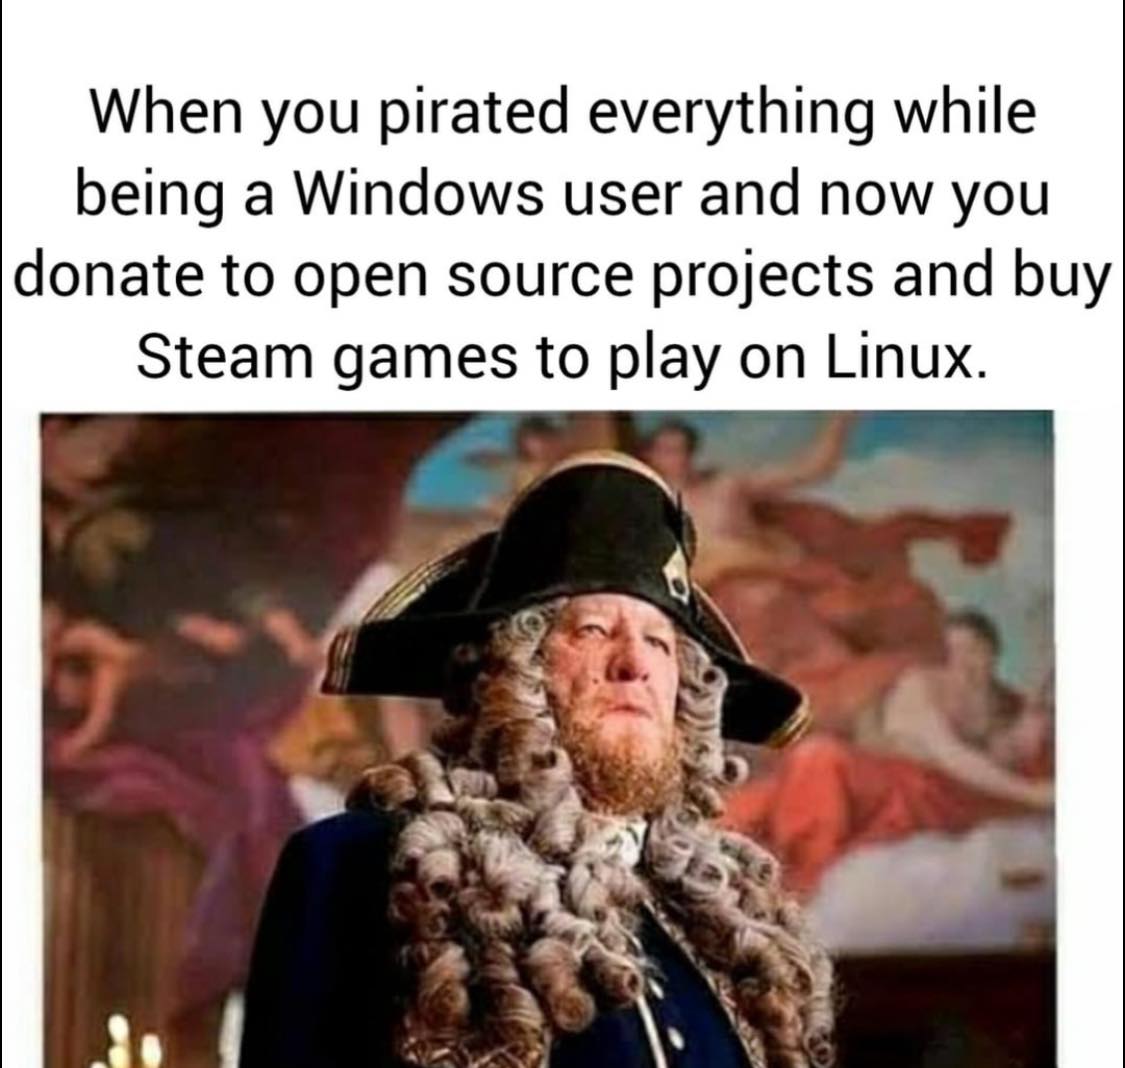 When you pirated everything while
being a Windows user and now you
donate to open source projects and buy
Steam games to play on Linux.